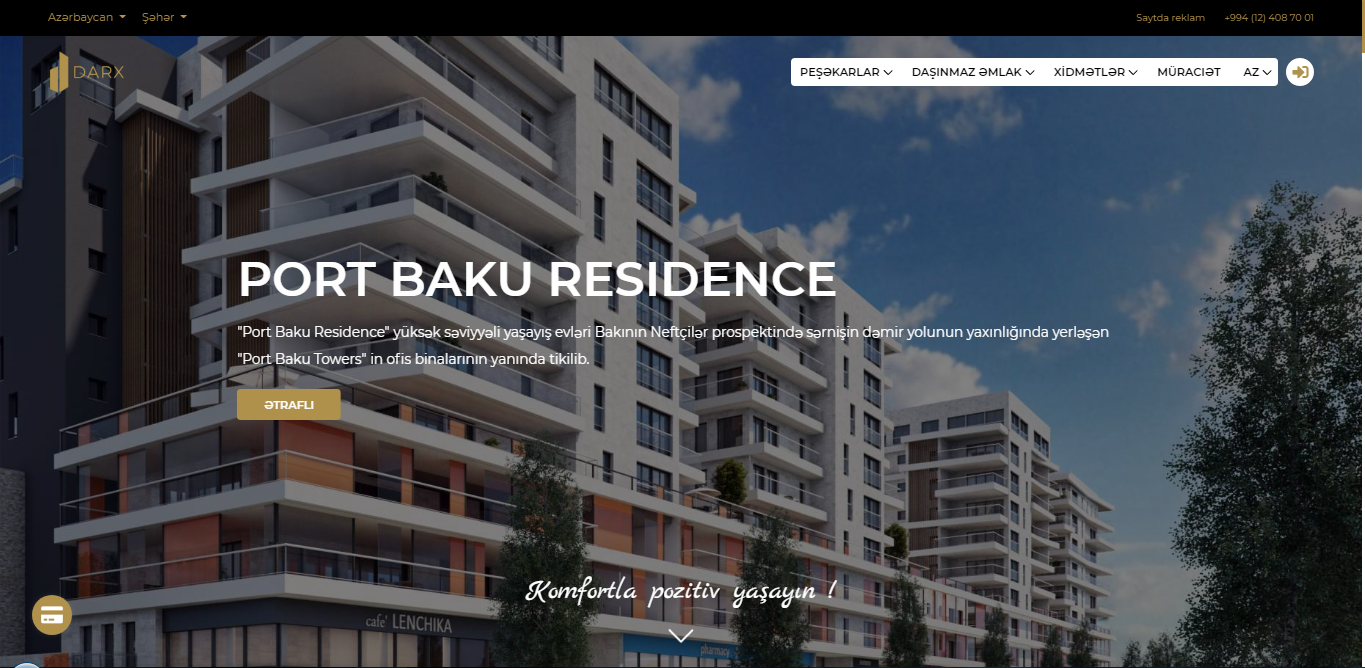 Azərbaycan Şəhər Saytda reklam +994 (12) 408 70 01
DARX PEŞƏKARLAR DAŞINMAZ ƏMLAK XİDMƏTLƏR MÜRACİƏT AZ
PORT BAKU RESIDENCE
"Port Baku Residence" yüksək səviyyəli yaşayış evləri Bakının Neftçilər prospektində sərnişin dəmir yolunun yaxınlığında yerləşən
"Port Baku Towers" in ofis binalarının yanında tikilib.
ƏTRAFLI
Komfortla pozitiv yaşayın !
cafe' LENCHIKA
pharmacy